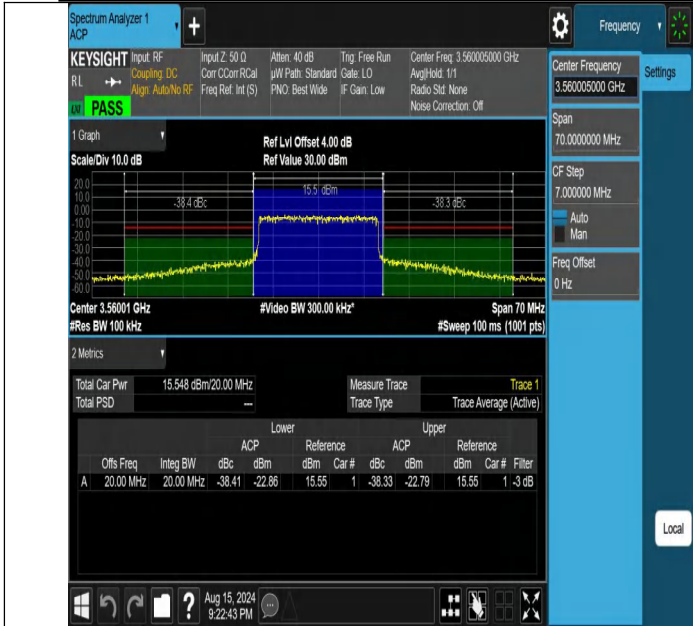 Spectrum Analyzer 1
ACP
Frequency
KEYSIGHT Input: RF Input Z: 50 Ω Atten: 40 dB Trig: Free Run Center Freq: 3.560005000 GHz
RL Coupling: DC Corr CCorr RCal µW Path: Standard Gate: LO Avg|Hold: 1/1
Align: Auto/No RF Freq Ref: Int (S) PNO: Best Wide IF Gain: Low Radio Std: None
Noise Correction: Off
LXI PASS
Center Frequency
3.560005000 GHz
Settings
Span
70.0000000 MHz
CF Step
7.000000 MHz
Auto
Man
Freq Offset
0 Hz
Local
1 Graph
Scale/Div 10.0 dB
Ref Lvl Offset 4.00 dB
Ref Value 30.00 dBm
20.0
10.0
0.00
-10.0
-20.0
-30.0
-40.0
-50.0
-60.0
-38.4 dBc
15.5 dBm
-38.3 dBc
Center 3.56001 GHz #Video BW 300.00 kHz* Span 70 MHz
#Res BW 100 kHz #Sweep 100 ms (1001 pts)
2 Metrics
Total Car Pwr 15.548 dBm/20.00 MHz Measure Trace Trace 1
Total PSD --- Trace Type Trace Average (Active)
Lower Upper
ACP Reference ACP Reference
Offs Freq Integ BW dBc dBm dBm Car # dBc dBm dBm Car # Filter
A 20.00 MHz 20.00 MHz -38.41 -22.86 15.55 1 -38.33 -22.79 15.55 1 -3 dB
Aug 15, 2024
9:22:43 PM